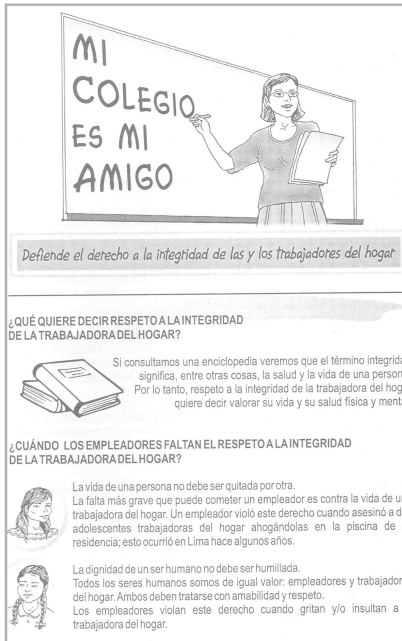 MI
COLEGIO
ES MI
AMIGO
Defiende el derecho a la integridad de las y los trabajadores del hogar
¿QUÉ QUIERE DECIR RESPETO A LA INTEGRIDAD
DE LA TRABAJADORA DEL HOGAR?
Si consultamos una enciclopedia veremos que el término integrida
significa, entre otras cosas, la salud y la vida de una person
Por lo tanto, respeto a la integridad de la trabajadora del hog
quiere decir valorar su vida y su salud física y ment
¿CUÁNDO LOS EMPLEADORES FALTAN EL RESPETO A LA INTEGRIDAD
DE LA TRABAJADORA DEL HOGAR?
La vida de una persona no debe ser quitada por otra.
La falta más grave que puede cometer un empleador es contra la vida de u
trabajadora del hogar. Un empleador violó este derecho cuando asesinó a d
adolescentes trabajadoras del hogar ahogándolas en la piscina de
residencia; esto ocurrió en Lima hace algunos años.
La dignidad de un ser humano no debe ser humillada.
Todos los seres humanos somos de igual valor: empleadores y trabajador
del hogar. Ambos deben tratarse con amabilidad y respeto.
Los empleadores violan este derecho cuando gritan y/o insultan a
trabajadora del hogar.